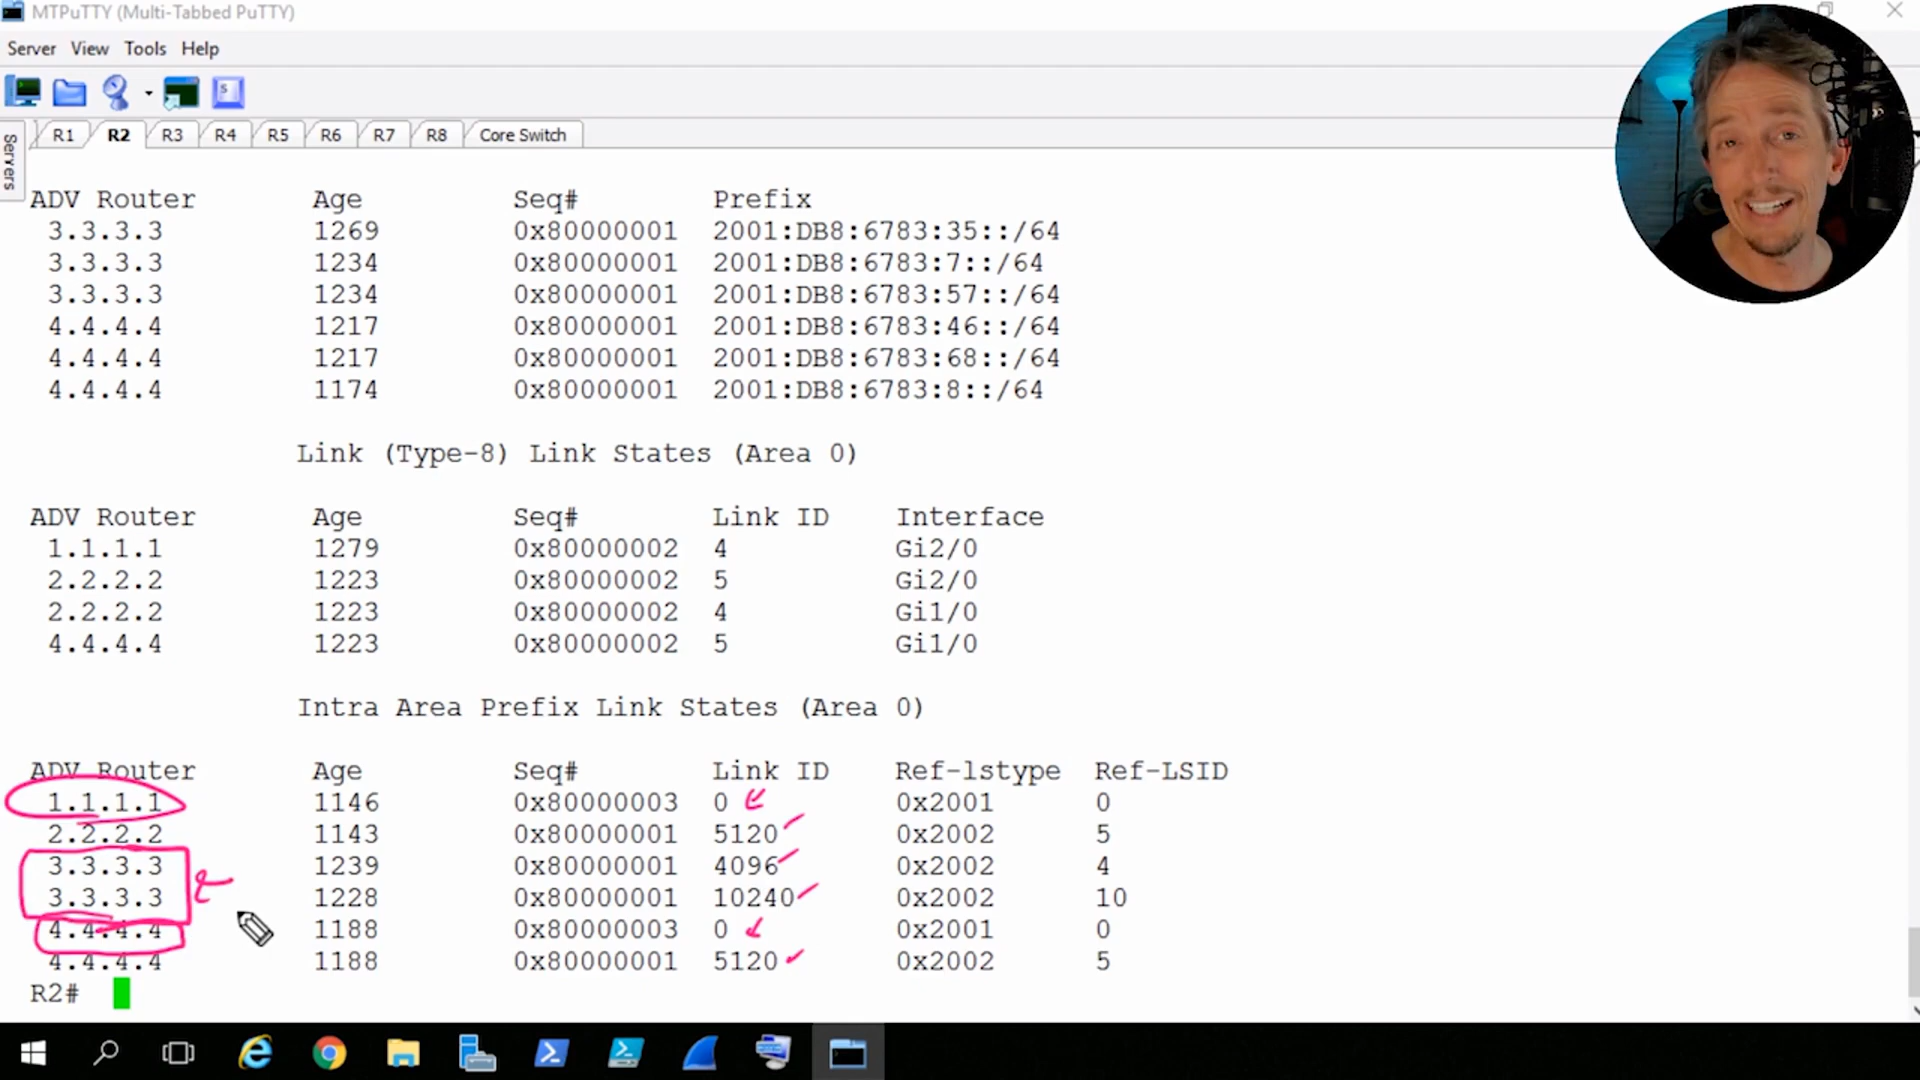 MTPuTTY (Multi-Tabbed PuTTY)
Server View Tools Help
Servers
R1 R2 R3 R4 R5 R6 R7 R8 Core Switch
ADV Router Age Seq# Prefix
3.3.3.3 1269 0x80000001 2001:DB8:6783:35::/64
3.3.3.3 1234 0x80000001 2001:DB8:6783:7::/64
3.3.3.3 1234 0x80000001 2001:DB8:6783:57::/64
4.4.4.4 1217 0x80000001 2001:DB8:6783:46::/64
4.4.4.4 1217 0x80000001 2001:DB8:6783:68::/64
4.4.4.4 1174 0x80000001 2001:DB8:6783:8::/64
Link (Type-8) Link States (Area 0)
ADV Router Age Seq# Link ID Interface
1.1.1.1 1279 0x80000002 4 Gi2/0
2.2.2.2 1223 0x80000002 5 Gi2/0
2.2.2.2 1223 0x80000002 4 Gi1/0
4.4.4.4 1223 0x80000002 5 Gi1/0
Intra Area Prefix Link States (Area 0)
ADV Router Age Seq# Link ID Ref-lstype Ref-LSID
1.1.1.1 1146 0x80000003 0 0x2001 0
2.2.2.2 1143 0x80000001 5120 0x2002 5
3.3.3.3 1239 0x80000001 4096 0x2002 4
3.3.3.3 1228 0x80000001 10240 0x2002 10
4.4.4.4 1188 0x80000003 0 0x2001 0
4.4.4.4 1188 0x80000001 5120 0x2002 5
R2#